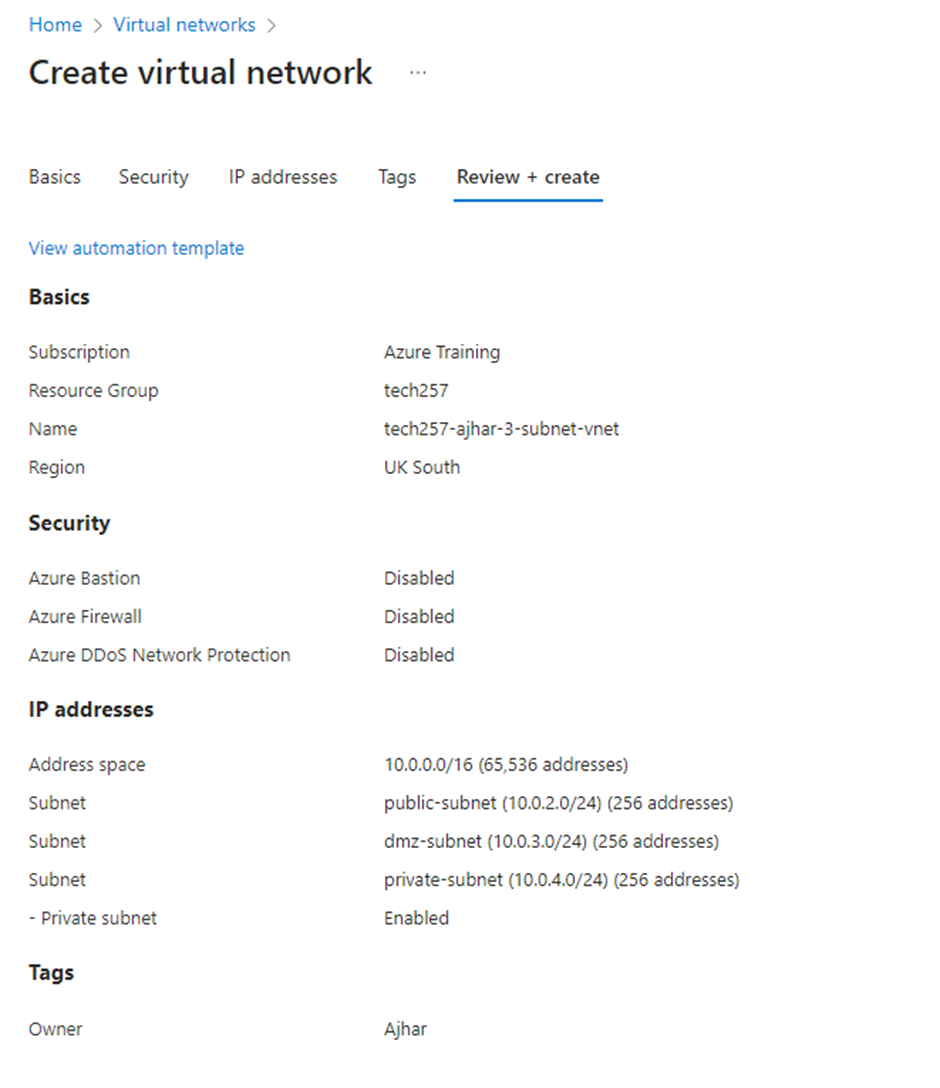 Home > Virtual networks >
Create virtual network ...
Basics Security IP addresses Tags Review + create
View automation template
Basics
Subscription Azure Training
Resource Group tech257
Name tech257-ajhar-3-subnet-vnet
Region UK South
Security
Azure Bastion Disabled
Azure Firewall Disabled
Azure DDoS Network Protection Disabled
IP addresses
Address space 10.0.0.0/16 (65,536 addresses)
Subnet public-subnet (10.0.2.0/24) (256 addresses)
Subnet dmz-subnet (10.0.3.0/24) (256 addresses)
Subnet private-subnet (10.0.4.0/24) (256 addresses)
- Private subnet Enabled
Tags
Owner Ajhar